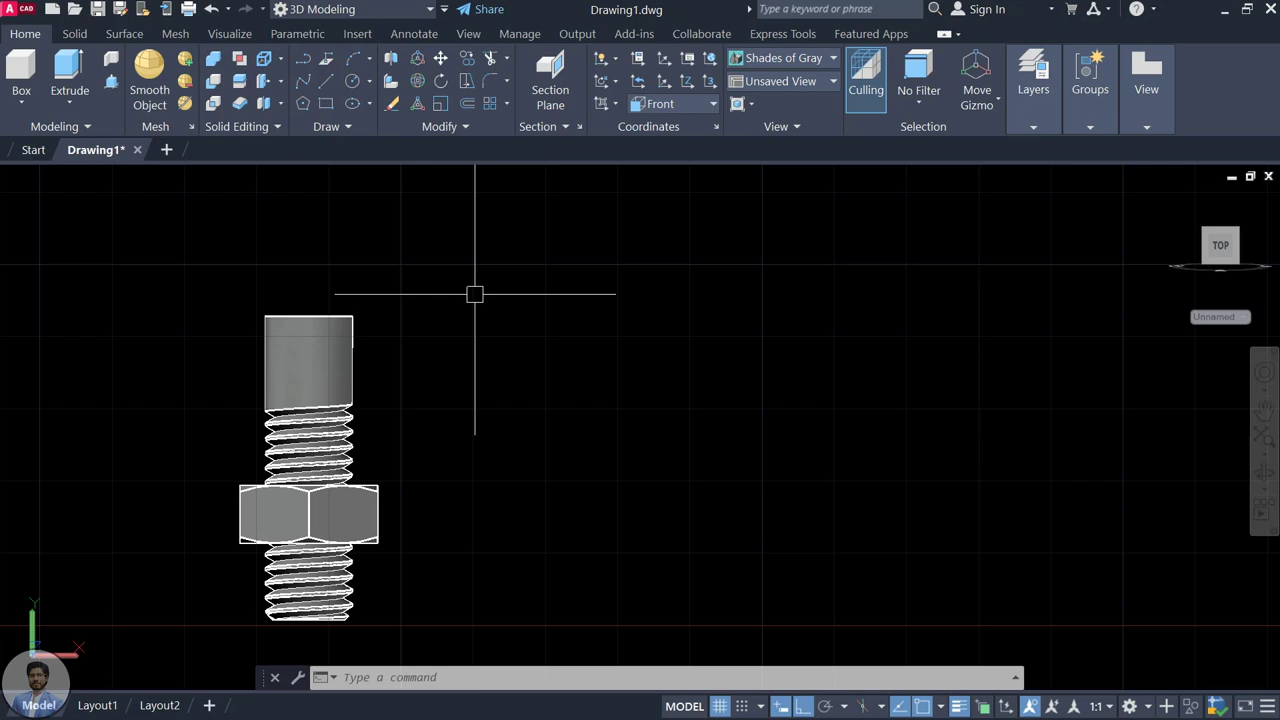 A CAD 3D Modeling Share Drawing1.dwg Type a keyword or phrase Sign In
Home Solid Surface Mesh Visualize Parametric Insert Annotate View Manage Output Add-ins Collaborate Express Tools Featured Apps
Shades of Gray
Unsaved View
Front
Box Extrude Smooth Object Section Plane Culling No Filter Move Gizmo Layers Groups View
Modeling Mesh Solid Editing Draw Modify Section Coordinates View Selection
Start Drawing1*
TOP
Unnamed
Y
X
Type a command
Model Layout1 Layout2 MODEL 1:1